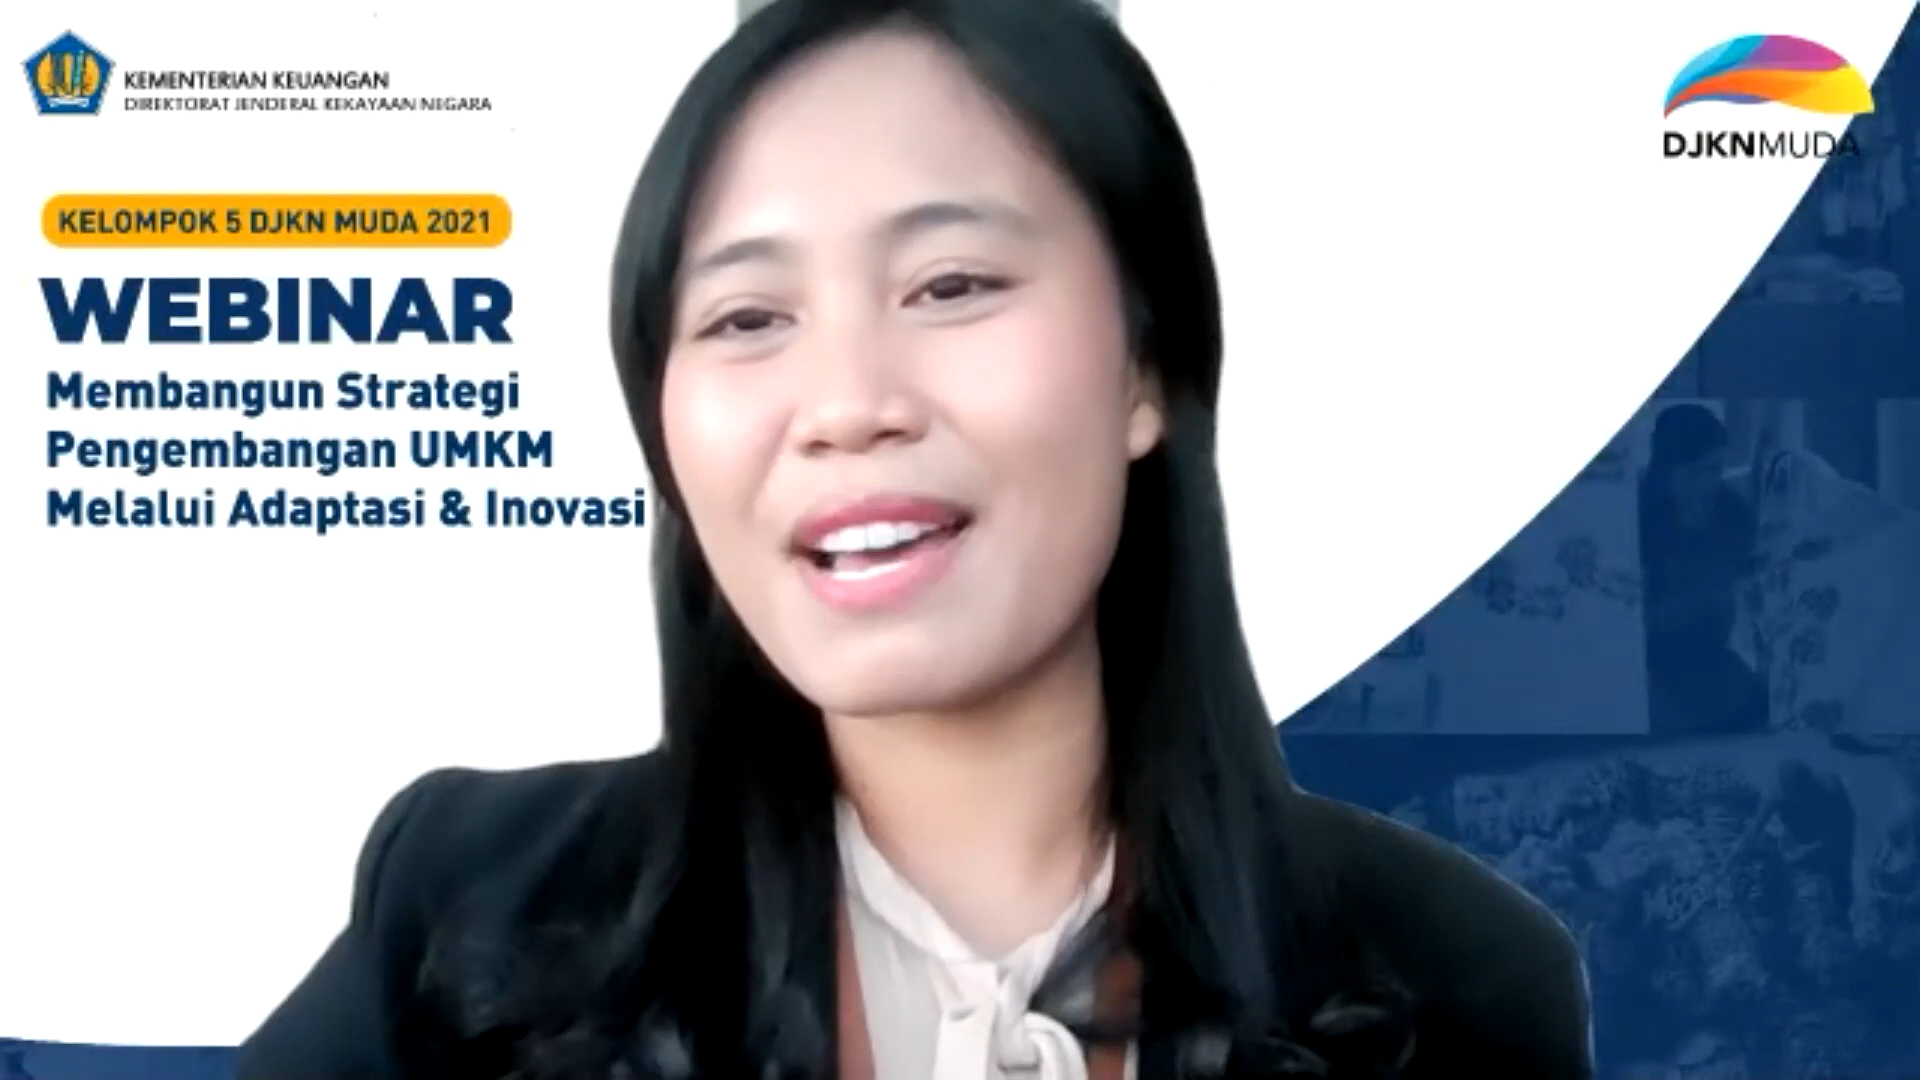 KEMENTERIAN KEUANGAN
DIREKTORAT JENDERAL KEKAYAAN NEGARA
DJKNMUDA
KELOMPOK 5 DJKN MUDA 2021
WEBINAR
Membangun Strategi
Pengembangan UMKM
Melalui Adaptasi & Inovasi